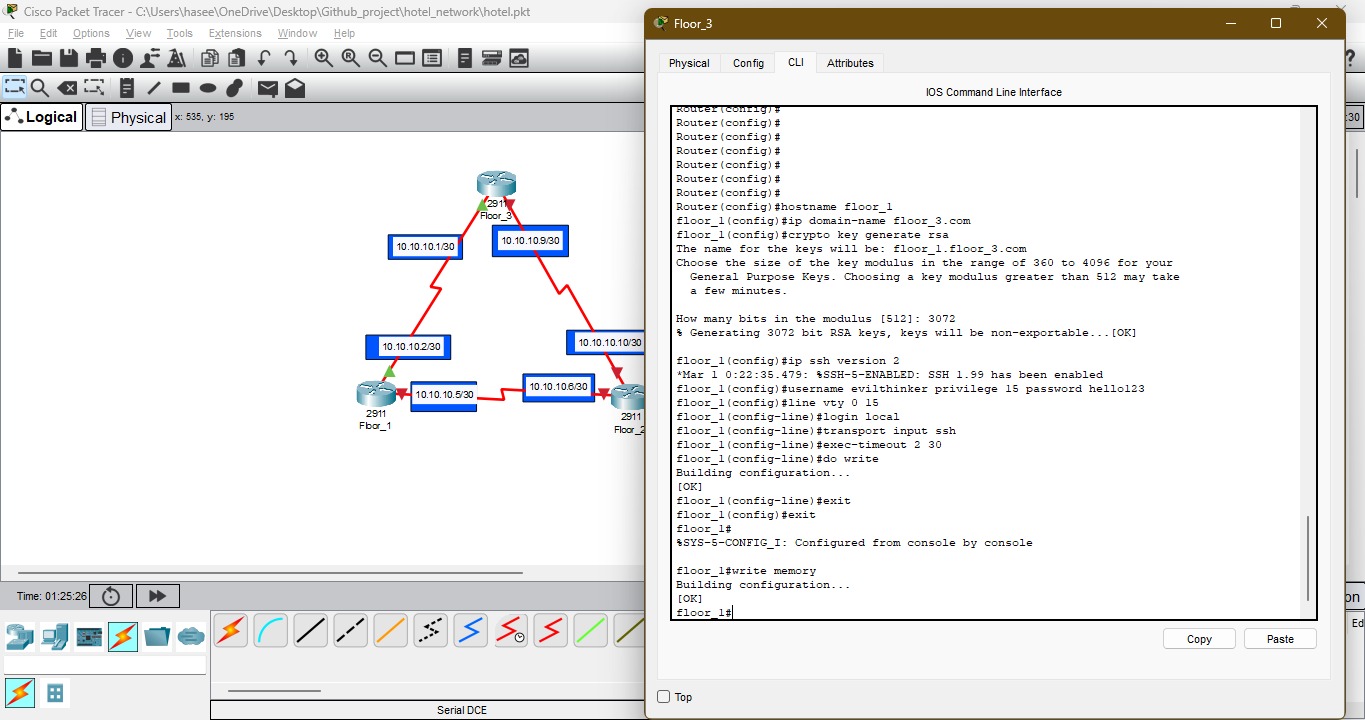 Cisco Packet Tracer - C:\Users\hasee\OneDrive\Desktop\Github_project\hotel_network\hotel.pkt
File Edit Options View Tools Extensions Window Help
Logical Physical x: 535, y: 195
2911
Floor_3
10.10.10.1/30
10.10.10.9/30
10.10.10.2/30
10.10.10.10/30
10.10.10.5/30
10.10.10.6/30
2911
Floor_1
2911
Floor_2
Time: 01:25:26
Serial DCE
Floor_3
Physical Config CLI Attributes
IOS Command Line Interface
Router(config)#
Router(config)#
Router(config)#
Router(config)#
Router(config)#
Router(config)#
Router(config)#
Router(config)#hostname floor_1
floor_1(config)#ip domain-name floor_3.com
floor_1(config)#crypto key generate rsa
The name for the keys will be: floor_1.floor_3.com
Choose the size of the key modulus in the range of 360 to 4096 for your
General Purpose Keys. Choosing a key modulus greater than 512 may take
a few minutes.
How many bits in the modulus [512]: 3072
% Generating 3072 bit RSA keys, keys will be non-exportable...[OK]
floor_1(config)#ip ssh version 2
*Mar 1 0:22:35.479: %SSH-5-ENABLED: SSH 1.99 has been enabled
floor_1(config)#username evilthinker privilege 15 password hello123
floor_1(config)#line vty 0 15
floor_1(config-line)#login local
floor_1(config-line)#transport input ssh
floor_1(config-line)#exec-timeout 2 30
floor_1(config-line)#do write
Building configuration...
[OK]
floor_1(config-line)#exit
floor_1(config)#exit
floor_1#
%SYS-5-CONFIG_I: Configured from console by console
floor_1#write memory
Building configuration...
[OK]
floor_1#
Copy Paste
Top
:30
on
Ed